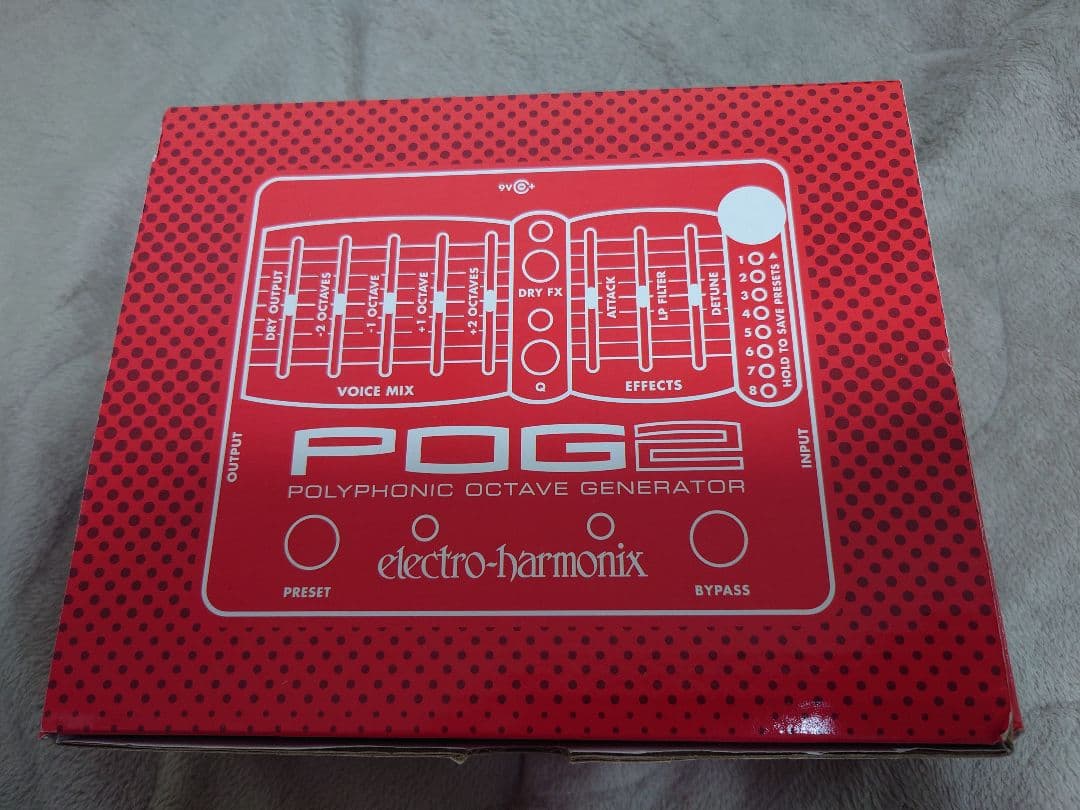 9V
+
DRY OUTPUT
-2 OCTAVES
-1 OCTAVE
+1 OCTAVE
+2 OCTAVES
VOICE MIX
DRY FX
Q
ATTACK
LP FILTER
DETUNE
EFFECTS
1
2
3
4
5
6
7
8
HOLD TO SAVE PRESETS
OUTPUT
INPUT
POG2
POLYPHONIC OCTAVE GENERATOR
electro-harmonix
PRESET
BYPASS